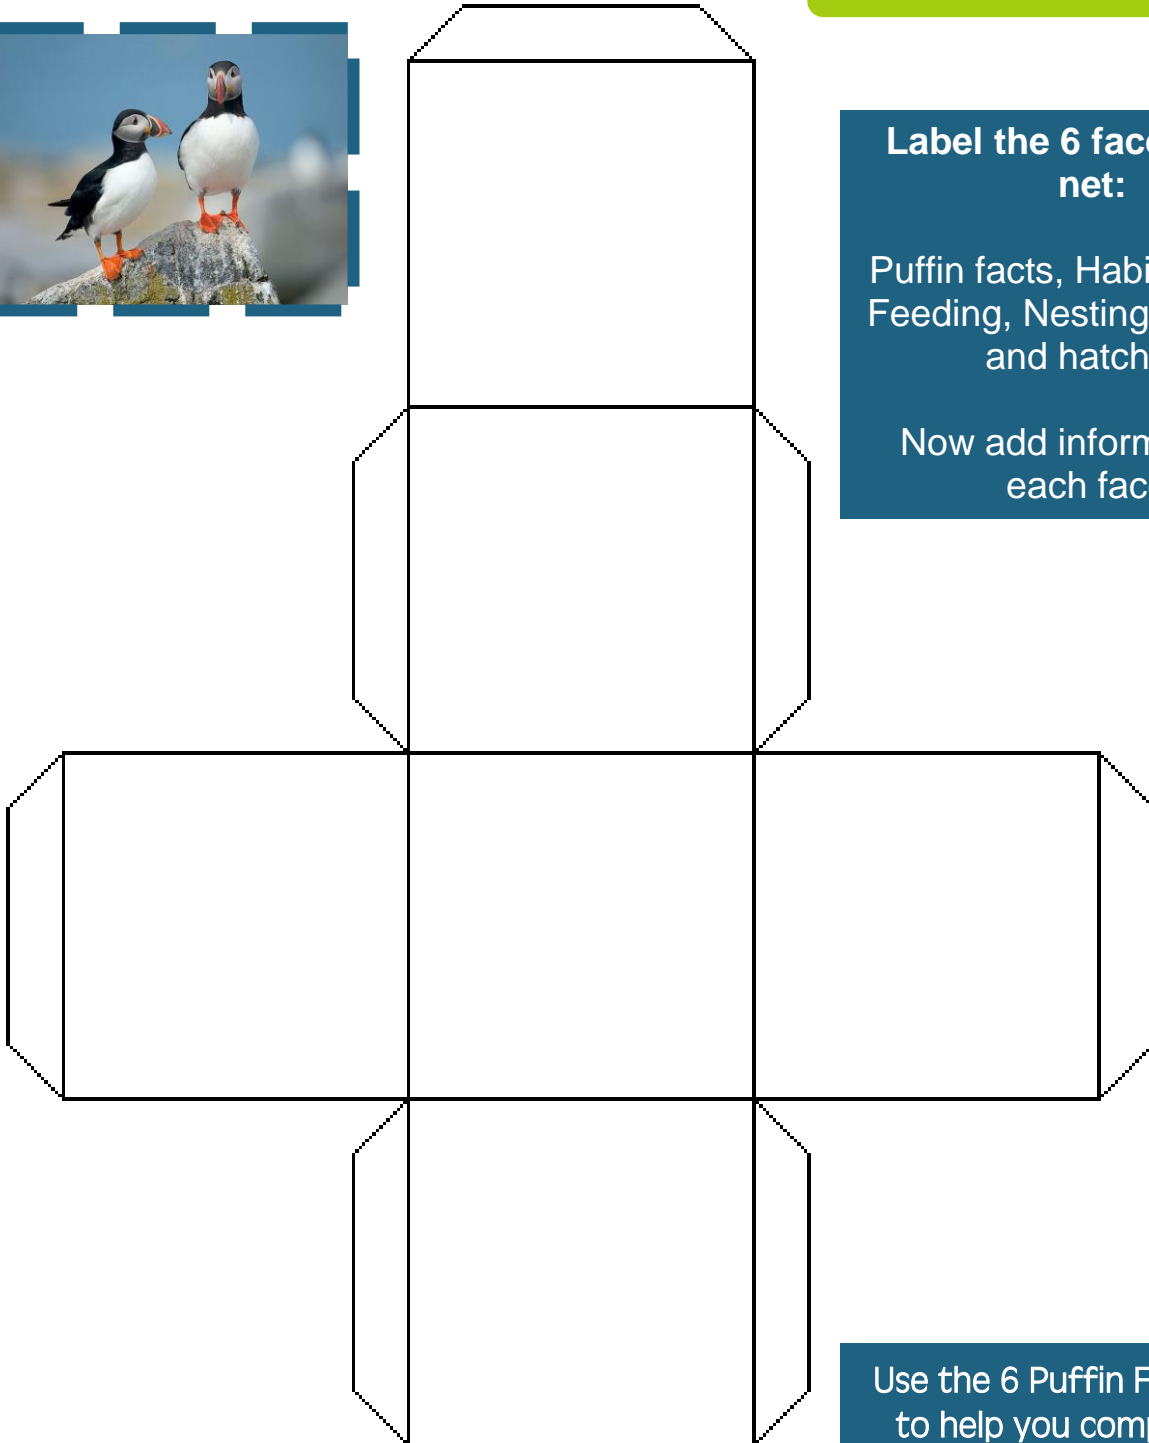 Label the 6 fac
net:
Puffin facts, Habi
Feeding, Nesting
and hatch
Now add inform
each fac
Use the 6 Puffin F
to help you comp